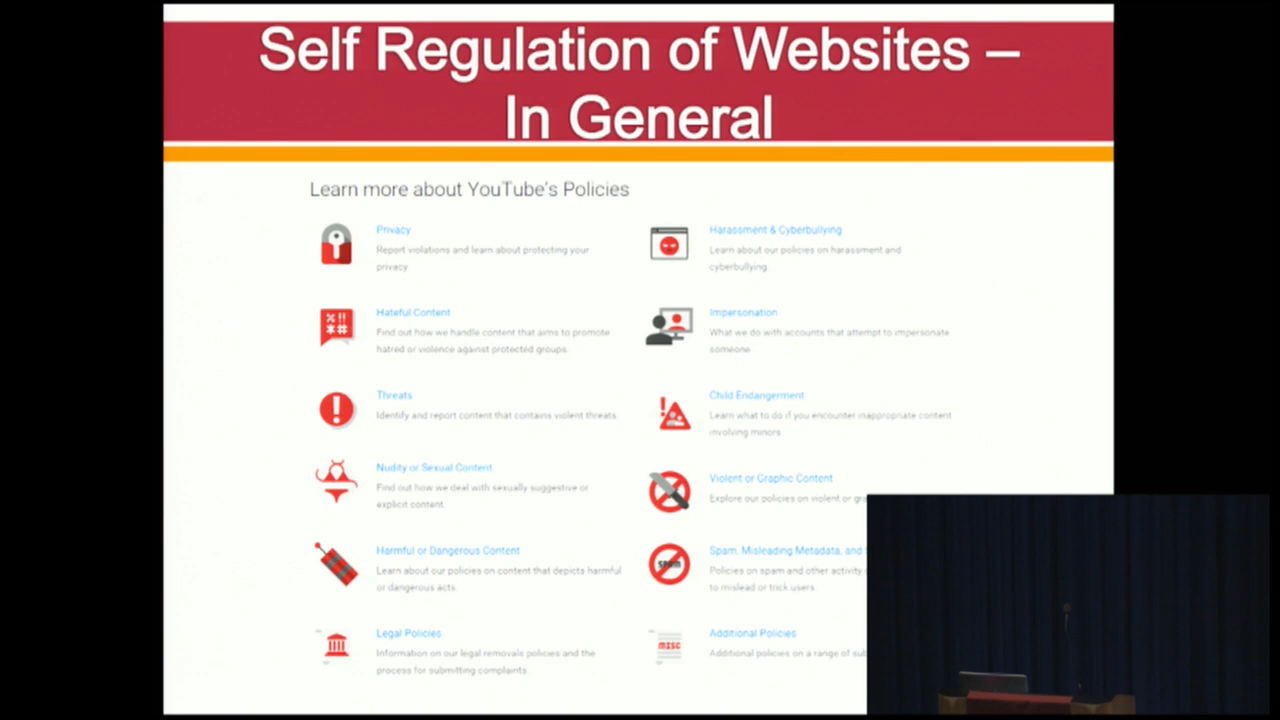 Self Regulation of Websites –
In General
Learn more about YouTube's Policies
Privacy
Report violations and learn about protecting your
privacy
Harassment & Cyberbullying
Learn about our policies on harassment and
cyberbullying
Hateful Content
Find out how we handle content that aims to promote
hatred or violence against protected groups.
Impersonation
What we do with accounts that attempt to impersonate
someone
Threats
Identify and report content that contains violent threats.
Child Endangerment
Learn what to do if you encounter inappropriate content
involving minors
Nudity or Sexual Content
Find out how we deal with sexually suggestive or
explicit content
Violent or Graphic Content
Explore our policies on violent or
Harmful or Dangerous Content
Learn about our policies on content that depicts harmful
or dangerous acts.
SPAM
Spam, Misleading Metadata, and
Policies on spam and other activity
to mislead or trick users.
Legal Policies
Information on our legal removals policies and the
process for submitting complaints.
MISC
Additional Policies
Additional policies on a range of